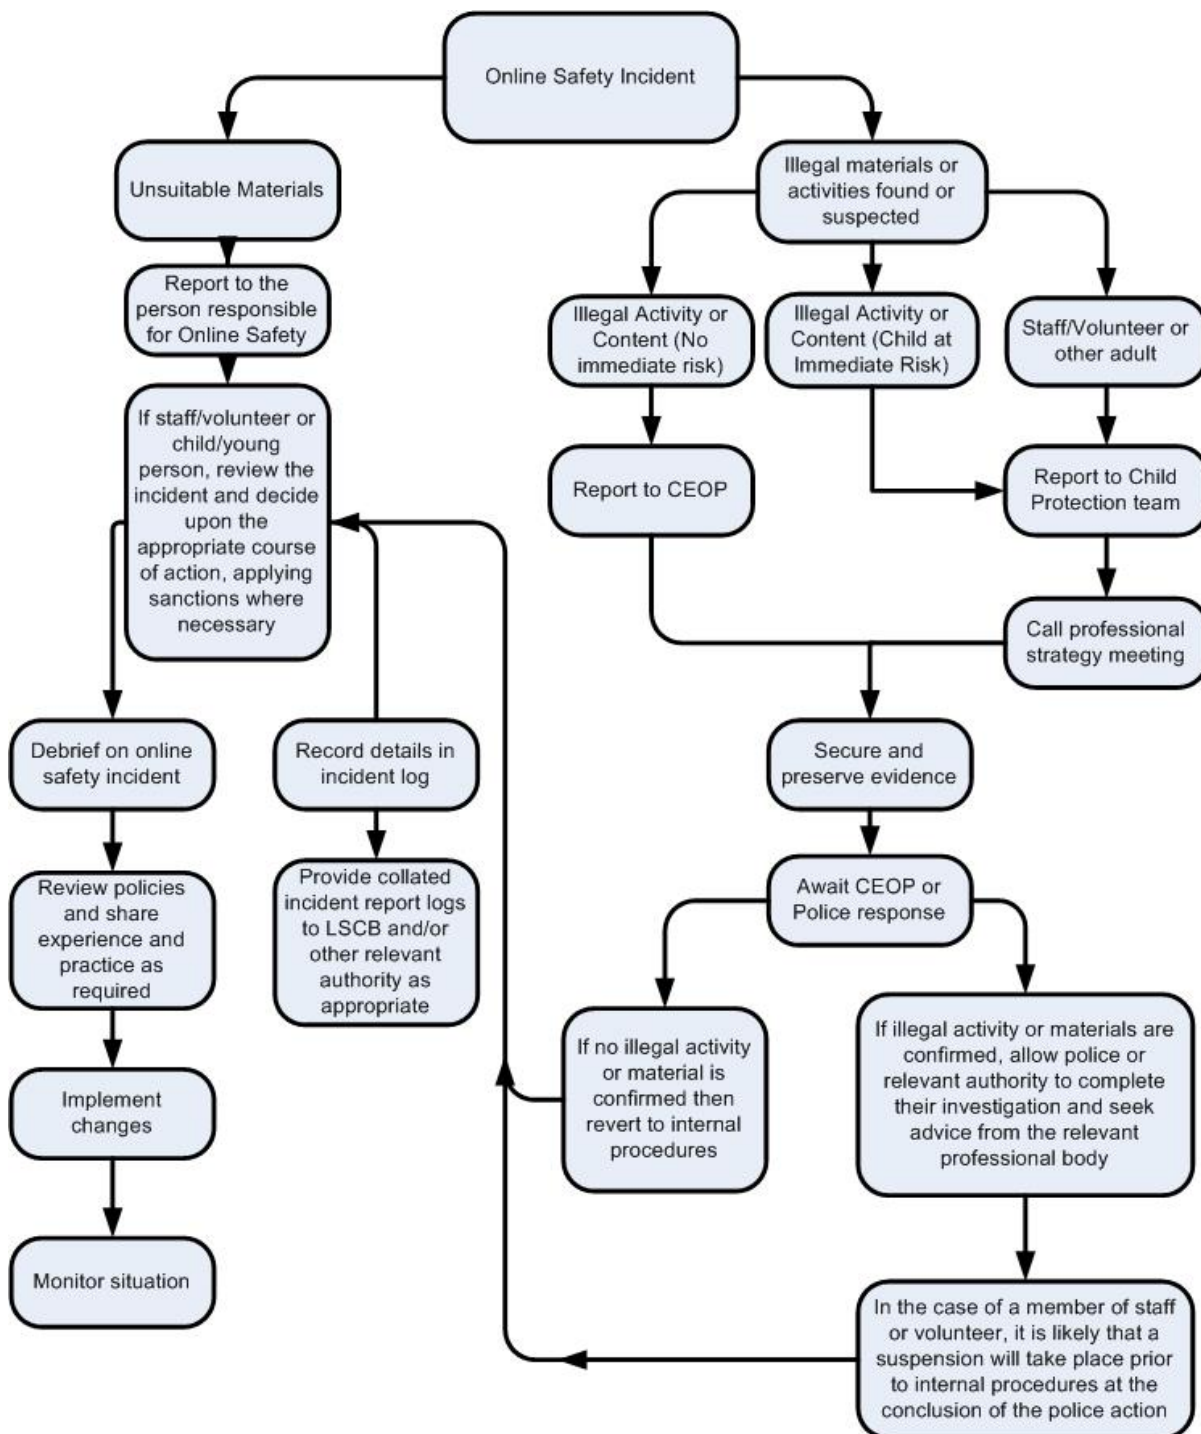 Online Safety Incident
Unsuitable Materials
Illegal materials or
activities found or
suspected
Report to the
person responsible
for Online Safety
Illegal Activity or
Content (No
immediate risk)
Illegal Activity or
Content (Child at
Immediate Risk)
Staff/Volunteer or
other adult
If staff/volunteer or
child/young
person, review the
incident and decide
upon the
appropriate course
of action, applying
sanctions where
necessary
Report to CEOP
Report to Child
Protection team
Call professional
strategy meeting
Debrief on online
safety incident
Record details in
incident log
Secure and
preserve evidence
Review policies
and share
experience and
practice as
required
Provide collated
incident report logs
to LSCB and/or
other relevant
authority as
appropriate
Await CEOP or
Police response
If no illegal activity
or material is
confirmed then
revert to internal
procedures
If illegal activity or materials are
confirmed, allow police or
relevant authority to complete
their investigation and seek
advice from the relevant
professional body
Implement
changes
Monitor situation
In the case of a member of staff
or volunteer, it is likely that a
suspension will take place prior
to internal procedures at the
conclusion of the police action